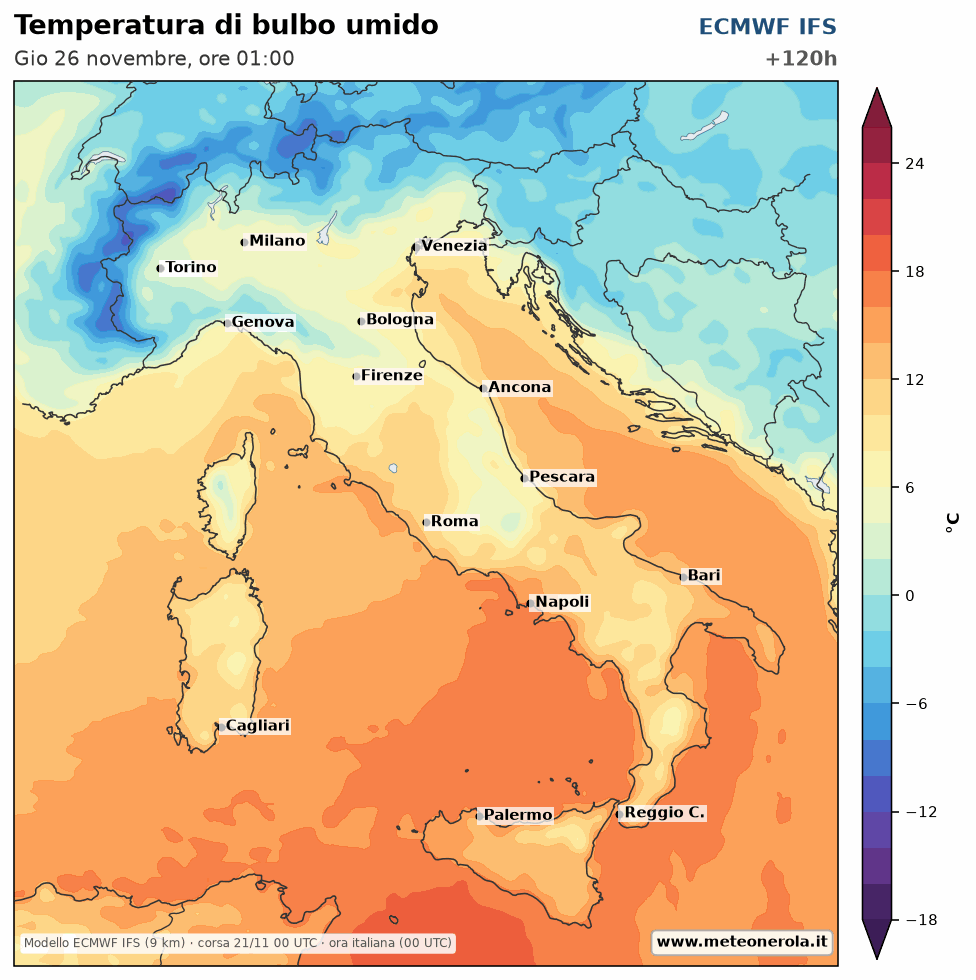 Temperatura di bulbo umido
ECMWF IFS
Gio 26 novembre, ore 01:00
+120h
Milano
Venezia
Torino
Genova
Bologna
Firenze
Ancona
Pescara
Roma
Bari
Napoli
Cagliari
Palermo
Reggio C.
24
18
12
6
0
−6
−12
−18
°C
Modello ECMWF IFS (9 km) · corsa 21/11 00 UTC · ora italiana (00 UTC)
www.meteonerola.it